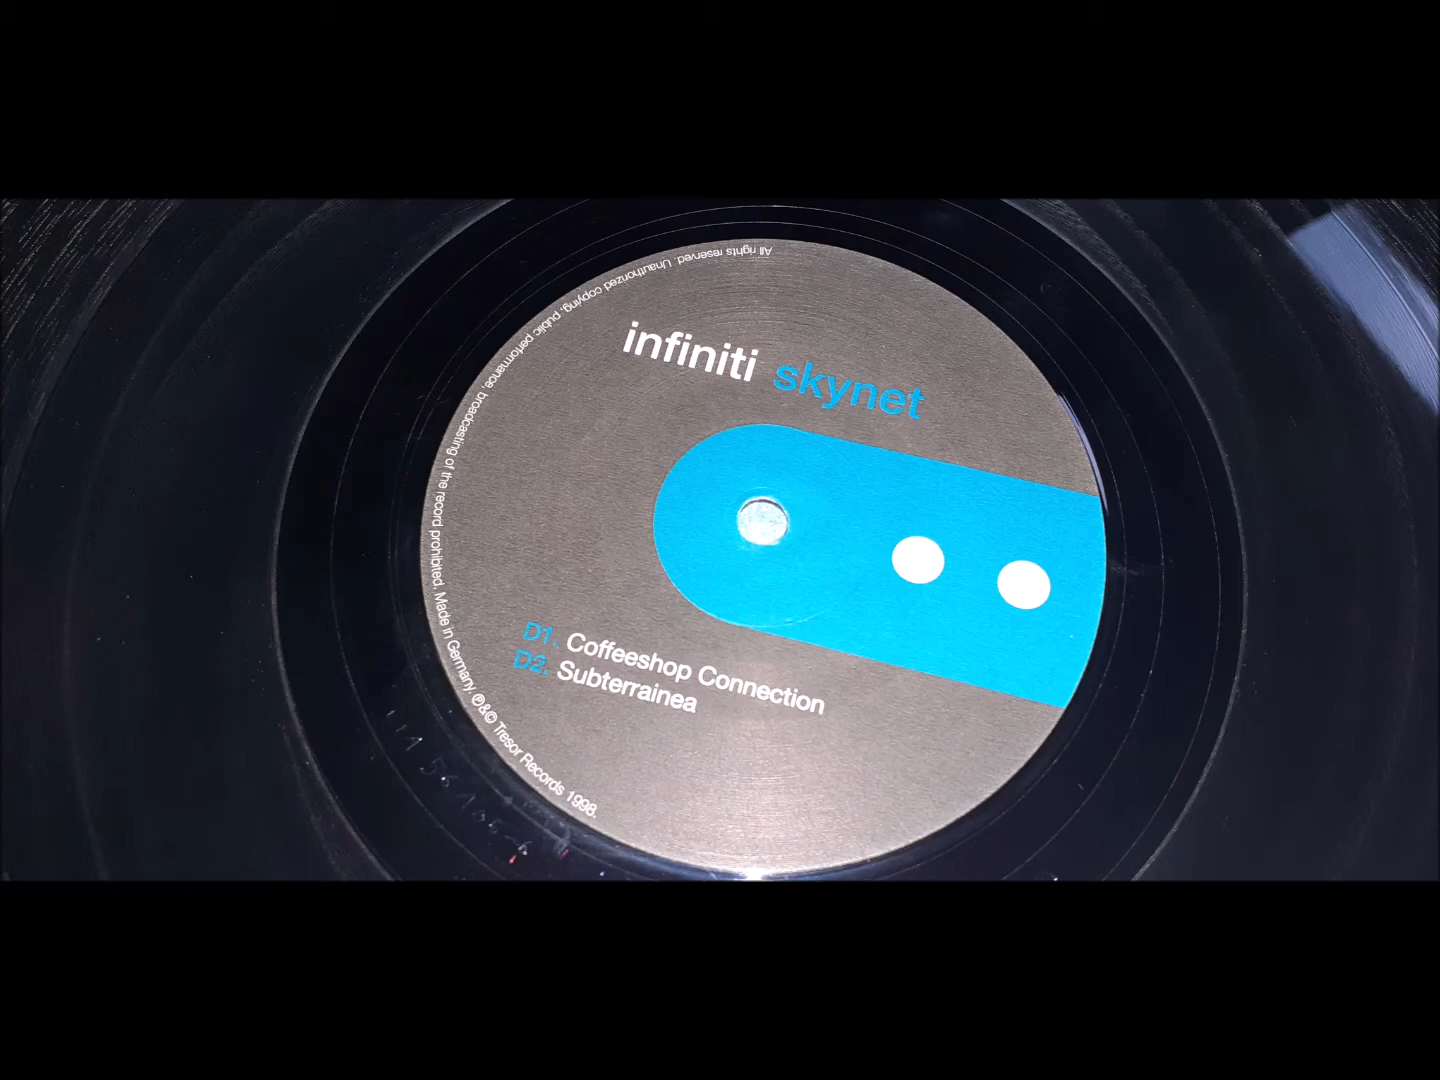 infiniti skynet
D1. Coffeeshop Connection
D2. Subterrainea
All rights reserved. Unauthorized copying, public performance, broadcasting of the record prohibited. Made in Germany. ℗&© Tresor Records 1998.